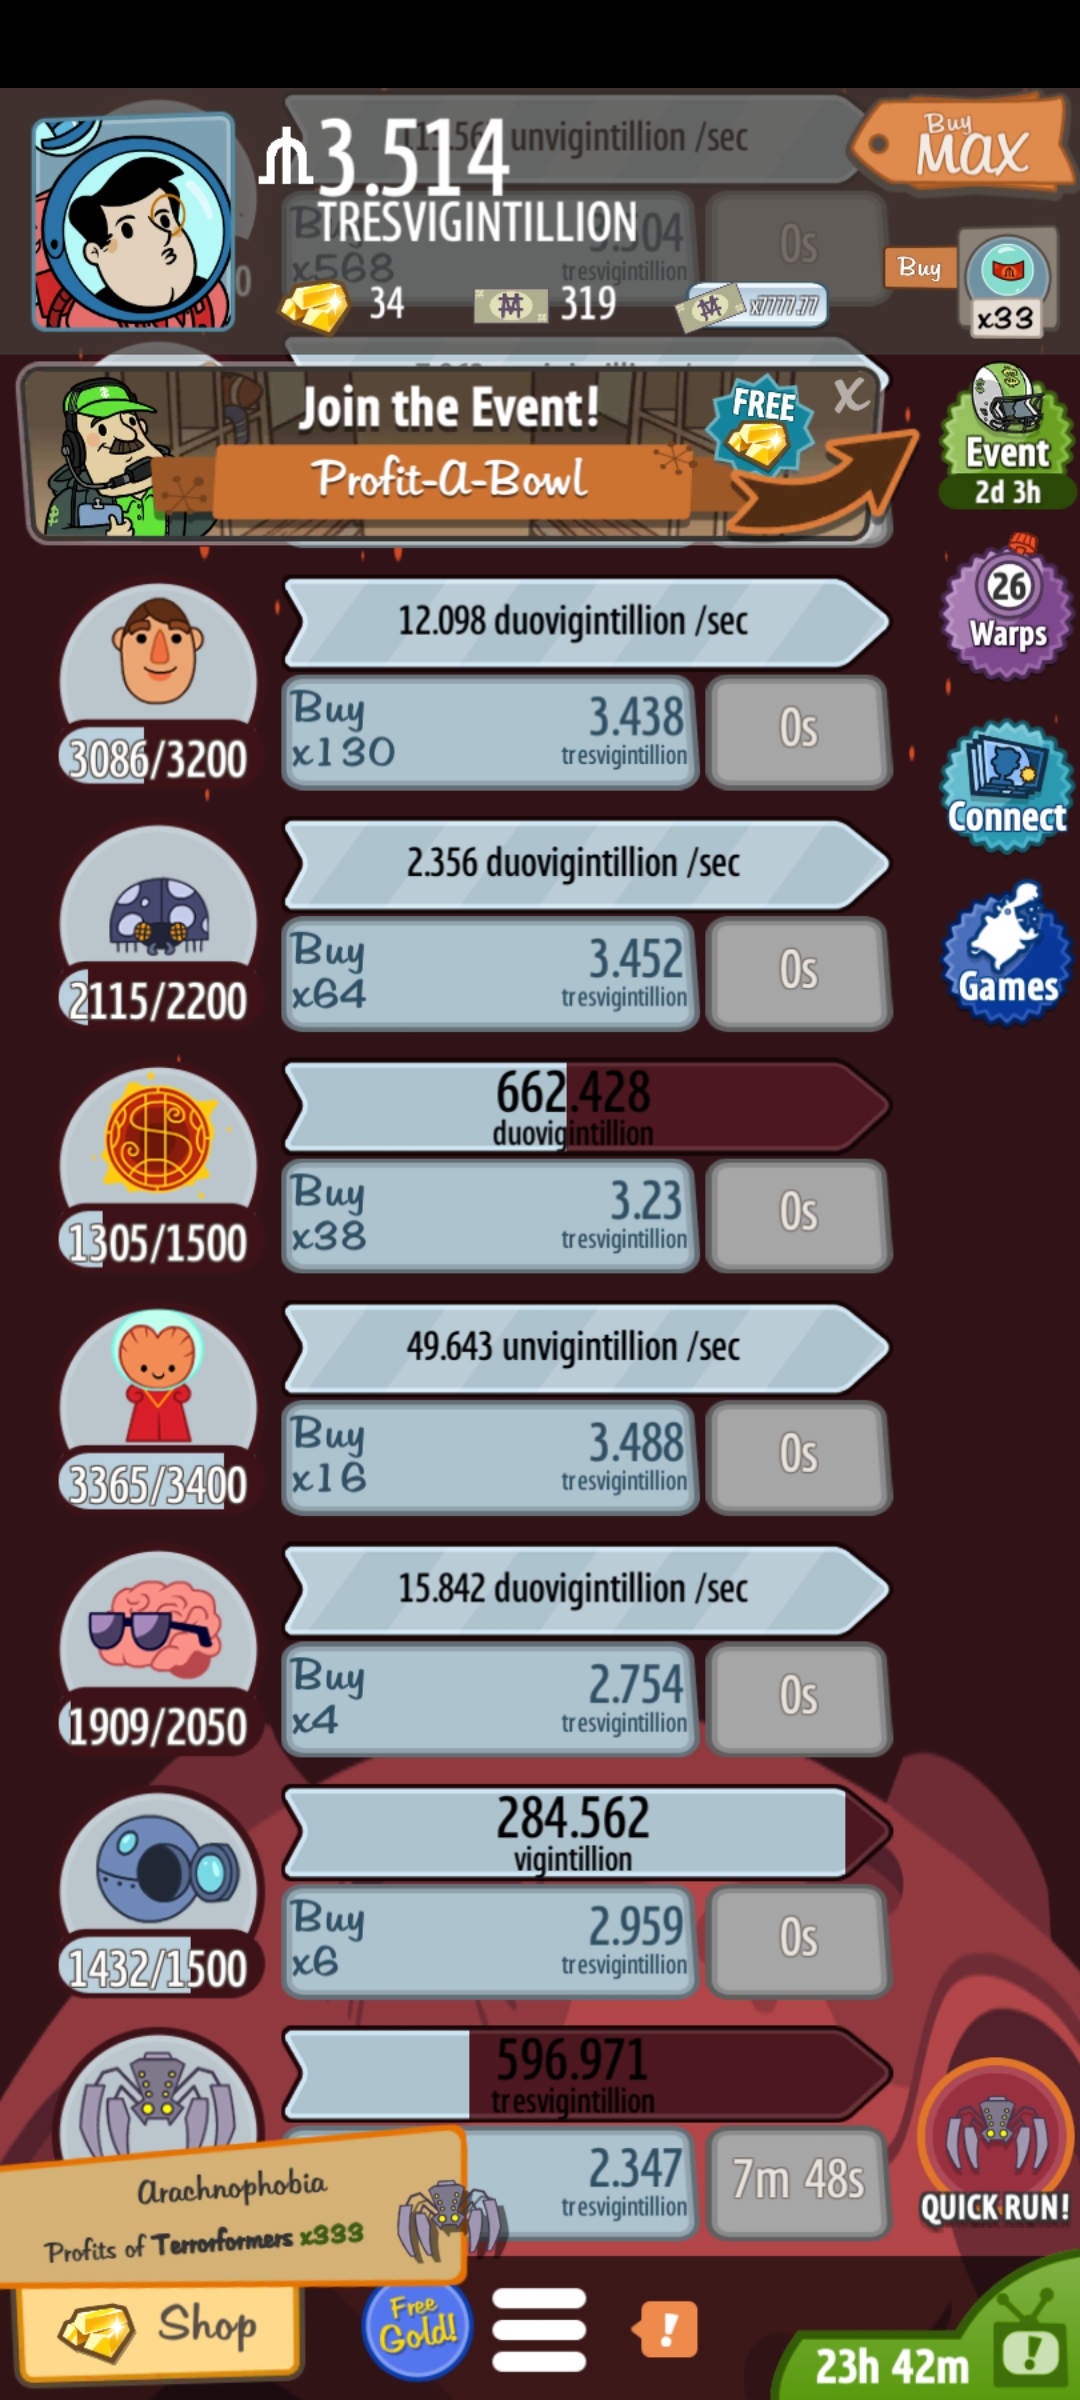 3.514
TRESVIGINTILLION
unvigintillion /sec
Buy
MAX
x568
3.504
tresvigintillion
0s
34
319
x7777.77
Buy
x33
Join the Event!
Profit-A-Bowl
FREE
X
Event
2d 3h
26
Warps
Connect
Games
12.098 duovigintillion /sec
3086/3200
Buy
x130
3.438
tresvigintillion
0s
2.356 duovigintillion /sec
2115/2200
Buy
x64
3.452
tresvigintillion
0s
662.428
duovigintillion
1305/1500
Buy
x38
3.23
tresvigintillion
0s
49.643 unvigintillion /sec
3365/3400
Buy
x16
3.488
tresvigintillion
0s
15.842 duovigintillion /sec
1909/2050
Buy
x4
2.754
tresvigintillion
0s
284.562
vigintillion
1432/1500
Buy
x6
2.959
tresvigintillion
0s
596.971
tresvigintillion
2.347
tresvigintillion
7m 48s
QUICK RUN!
Arachnophobia
Profits of Terrorformers x333
Shop
Free
Gold!
!
23h 42m
!